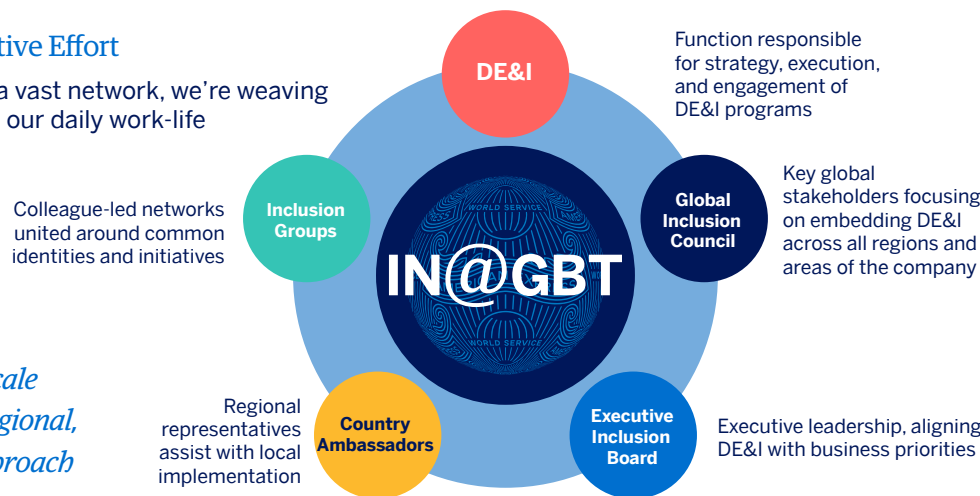 tive Effort
a vast network, we're weaving
our daily work-life
DE&I
Function responsible
for strategy, execution,
and engagement of
DE&I programs
Inclusion
Groups
Colleague-led networks
united around common
identities and initiatives
Global
Inclusion
Council
Key global
stakeholders focusing
on embedding DE&I
across all regions and
areas of the company
WORLD SERVICE
IN@GBT
WORLD SERVICE
cale
gional,
proach
Regional
representatives
assist with local
implementation
Country
Ambassadors
Executive
Inclusion
Board
Executive leadership, aligning
DE&I with business priorities